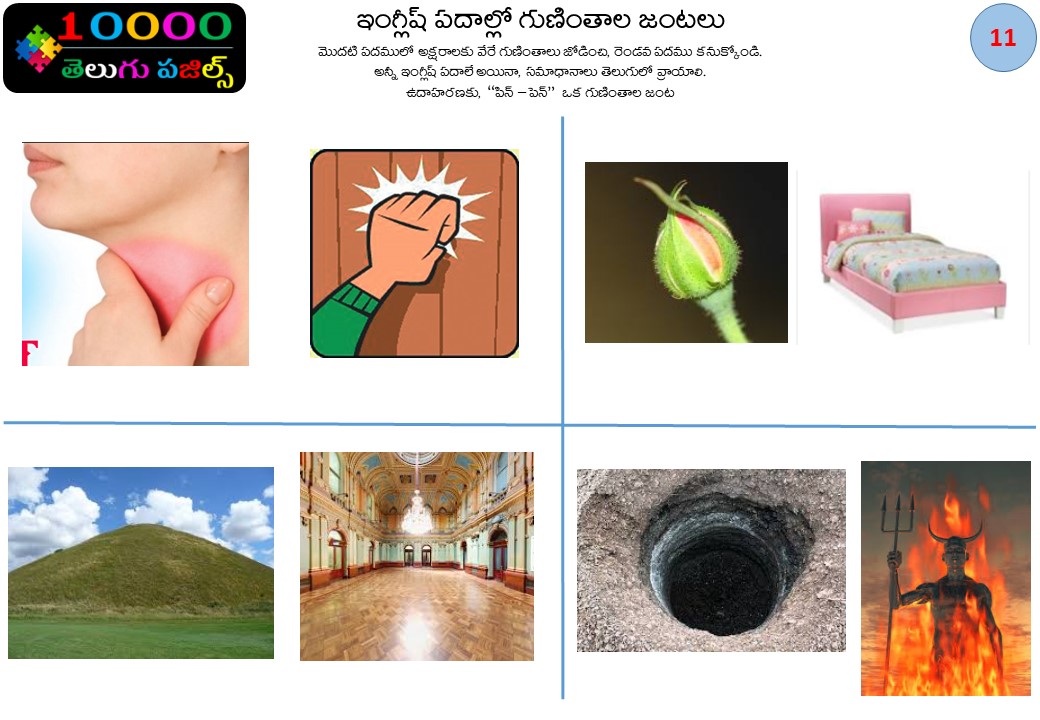 10000
తెలుగు పజిల్స్
ఇంగ్లీష్ పదాల్లో గుణింతాల జంటలు
11
మొదటి పదములో అక్షరాలకు వేరే గుణింతాలు జోడించి, రెండవ పదము కనుక్కోండి.
అన్నీ ఇంగ్లీష్ పదాలే అయినా, సమాధానాలు తెలుగులో వ్రాయాలి.
ఉదాహరణకు, “పిన్ – పెన్” ఒక గుణింతాల జంట
F